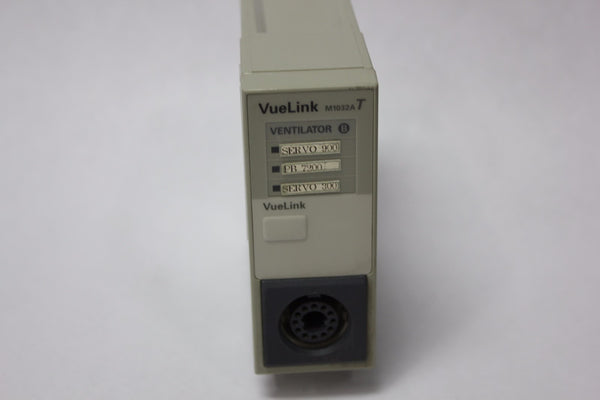 VueLink M1032A T
VENTILATOR B
SERVO 900
PB 7200
SERVO 300
VueLink